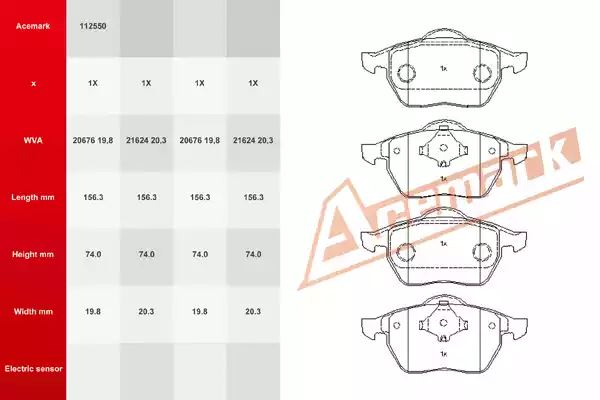 Acemark 112550
x 1X 1X 1X 1X
WVA 20676 19,8 21624 20,3 20676 19,8 21624 20,3
Length mm 156.3 156.3 156.3 156.3
Height mm 74.0 74.0 74.0 74.0
Width mm 19.8 20.3 19.8 20.3
Electric sensor
1x
1x
1x
1x
Acemark